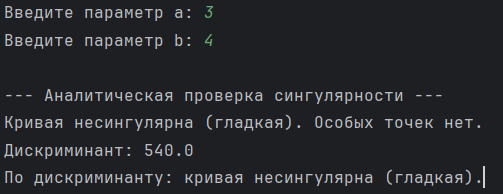 Введите параметр a: 3
Введите параметр b: 4
--- Аналитическая проверка сингулярности ---
Кривая несингулярна (гладкая). Особых точек нет.
Дискриминант: 540.0
По дискриминанту: кривая несингулярна (гладкая).